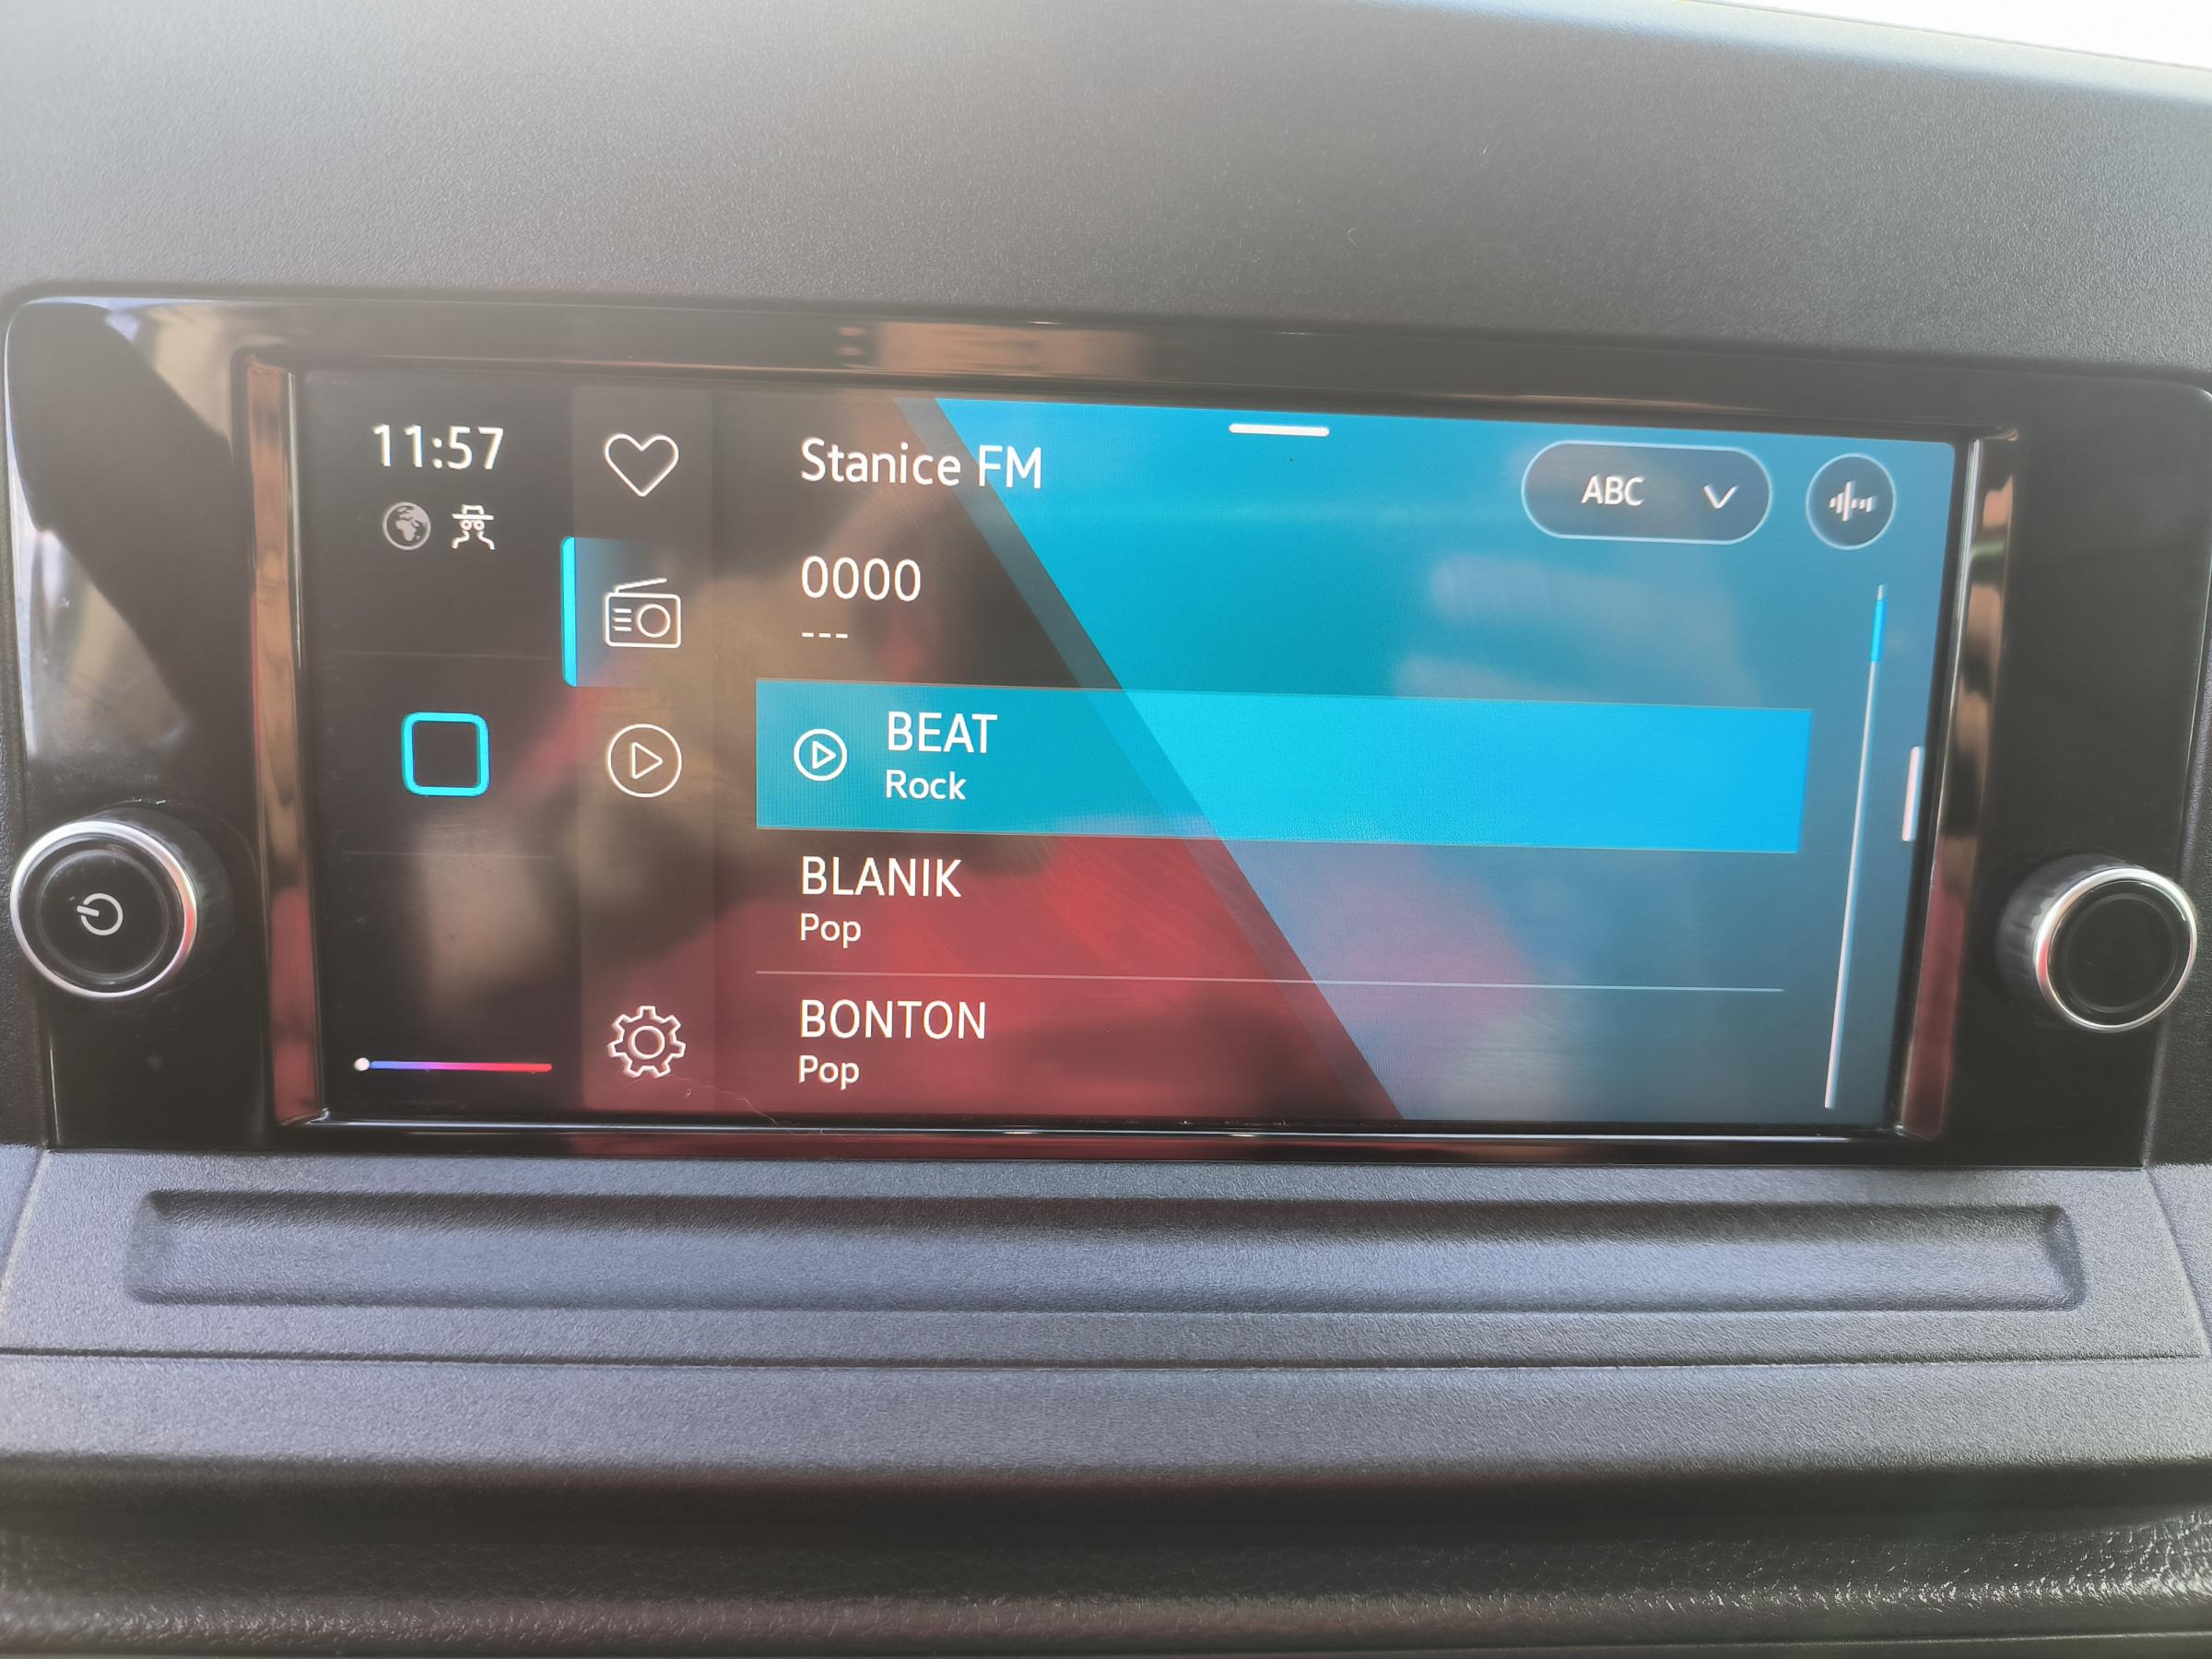 11:57
Stanice FM
ABC
0000
---
BEAT
Rock
BLANIK
Pop
BONTON
Pop